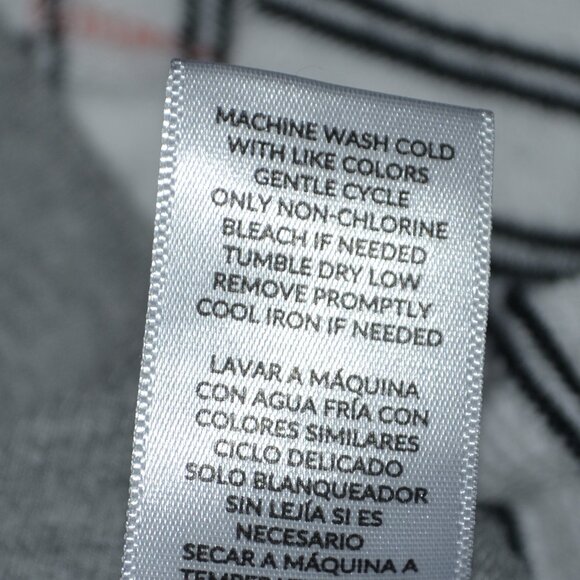 MACHINE WASH COLD
WITH LIKE COLORS
GENTLE CYCLE
ONLY NON-CHLORINE
BLEACH IF NEEDED
TUMBLE DRY LOW
REMOVE PROMPTLY
COOL IRON IF NEEDED
LAVAR A MÁQUINA
CON AGUA FRÍA CON
COLORES SIMILARES
CICLO DELICADO
SOLO BLANQUEADOR
SIN LEJÍA SI ES
NECESARIO
SECAR A MÁQUINA A